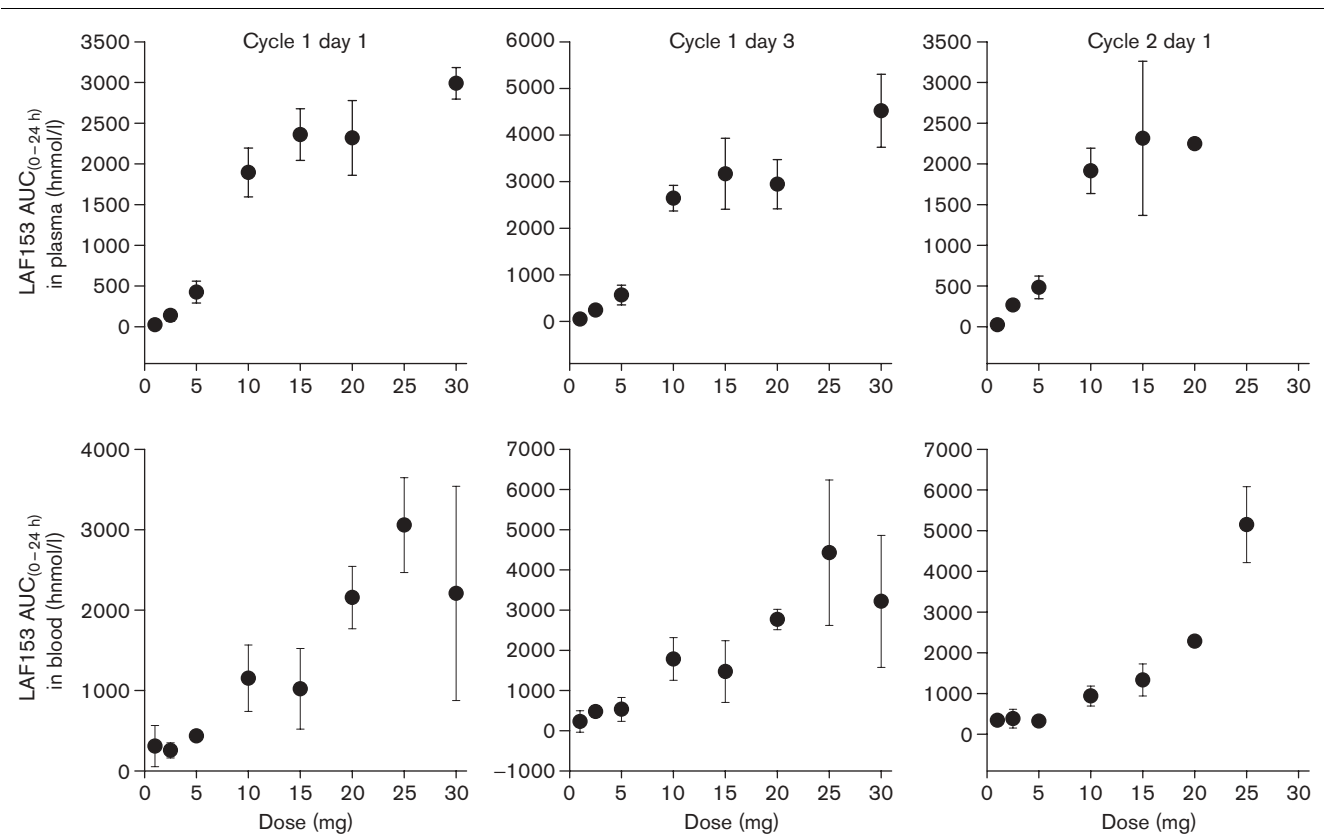 Cycle 1 day 1
Cycle 1 day 3
Cycle 2 day 1
LAF153 AUC(0–24 h)
in plasma (hnmol/l)
3500
3000
2500
2000
1500
1000
500
0
0 5 10 15 20 25 30
6000
5000
4000
3000
2000
1000
0
0 5 10 15 20 25 30
3500
3000
2500
2000
1500
1000
500
0
0 5 10 15 20 25 30
LAF153 AUC(0–24 h)
in blood (hnmol/l)
4000
3000
2000
1000
0
0 5 10 15 20 25 30
Dose (mg)
7000
6000
5000
4000
3000
2000
1000
0
−1000
0 5 10 15 20 25 30
Dose (mg)
7000
6000
5000
4000
3000
2000
1000
0
0 5 10 15 20 25 30
Dose (mg)